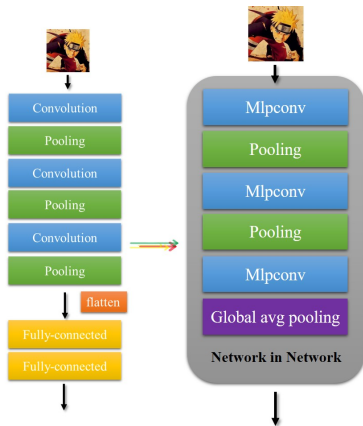 Convolution
Pooling
Convolution
Pooling
Convolution
Pooling
flatten
Fully-connected
Fully-connected
Mlpconv
Pooling
Mlpconv
Pooling
Mlpconv
Global avg pooling
Network in Network